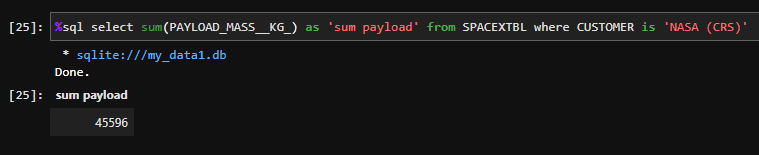 [25]: %sql select sum(PAYLOAD_MASS__KG_) as 'sum payload' from SPACEXTBL where CUSTOMER is 'NASA (CRS)'
* sqlite:///my_data1.db
Done.
[25]: sum payload
45596